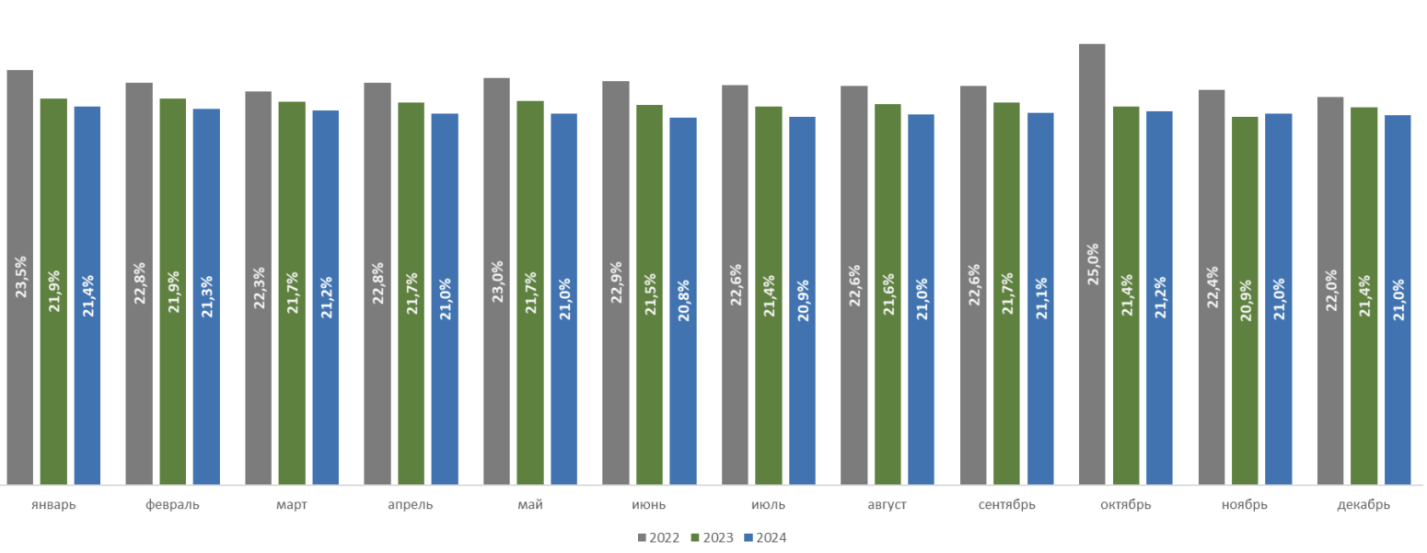 23,5% 21,9% 21,4% 22,8% 21,9% 21,3% 22,3% 21,7% 21,2% 22,8% 21,7% 21,0% 23,0% 21,7% 21,0% 22,9% 21,5% 20,8% 22,6% 21,4% 20,9% 22,6% 21,6% 21,0% 22,6% 21,7% 21,1% 25,0% 21,4% 21,2% 22,4% 20,9% 21,0% 22,0% 21,4% 21,0%
январь февраль март апрель май июнь июль август сентябрь октябрь ноябрь декабрь
2022 2023 2024